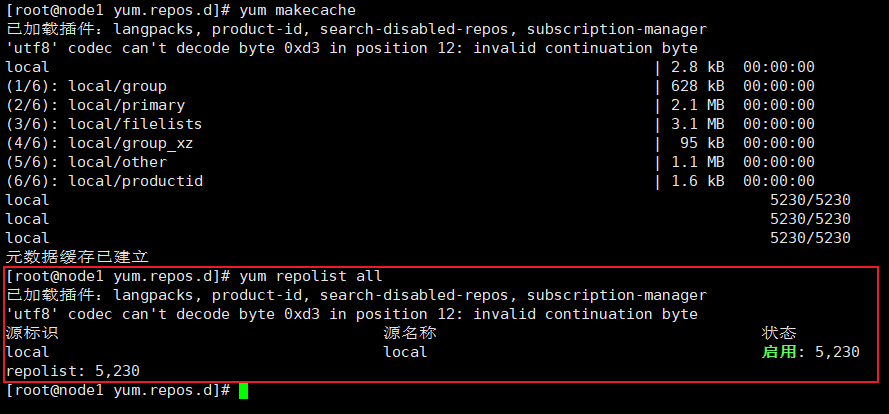 [root@node1 yum.repos.d]# yum makecache
已加载插件：langpacks, product-id, search-disabled-repos, subscription-manager
'utf8' codec can't decode byte 0xd3 in position 12: invalid continuation byte
local | 2.8 kB 00:00:00
(1/6): local/group | 628 kB 00:00:00
(2/6): local/primary | 2.1 MB 00:00:00
(3/6): local/filelists | 3.1 MB 00:00:00
(4/6): local/group_xz | 95 kB 00:00:00
(5/6): local/other | 1.1 MB 00:00:00
(6/6): local/productid | 1.6 kB 00:00:00
local 5230/5230
local 5230/5230
local 5230/5230
元数据缓存已建立
[root@node1 yum.repos.d]# yum repolist all
已加载插件：langpacks, product-id, search-disabled-repos, subscription-manager
'utf8' codec can't decode byte 0xd3 in position 12: invalid continuation byte
源标识 源名称 状态
local local 启用: 5,230
repolist: 5,230
[root@node1 yum.repos.d]#